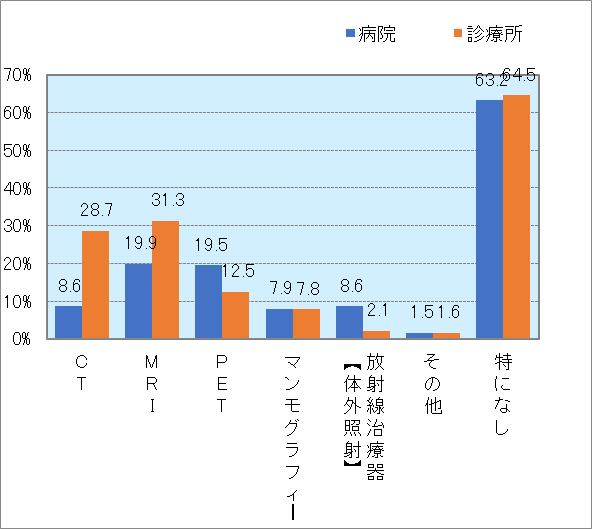 病院 診療所
70%
60%
50%
40%
30%
20%
10%
0%
8.6 28.7
19.9 31.3
19.5 12.5
7.9 7.8
8.6 2.1
1.5 1.6
63.2 64.5
CT
MRI
PET
マンモグラフィー
放射線治療器
【体外照射】
その他
特になし